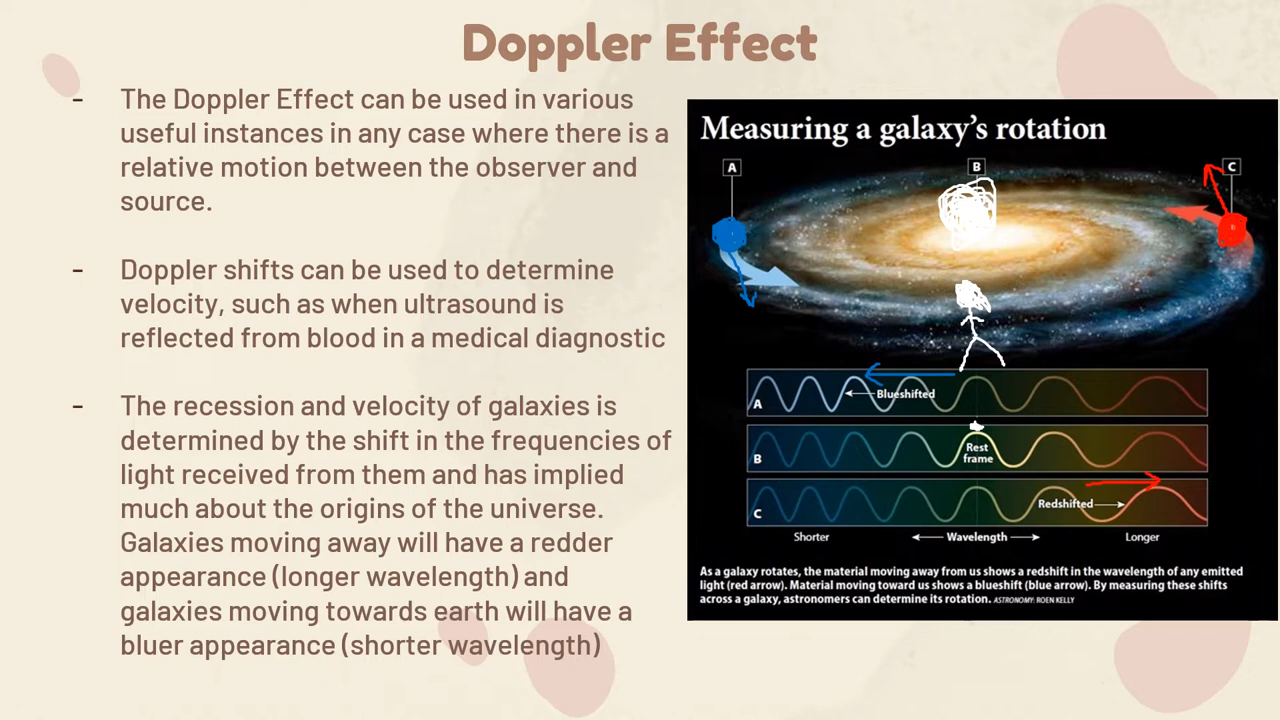 Doppler Effect
- The Doppler Effect can be used in various
useful instances in any case where there is a
relative motion between the observer and
source.
- Doppler shifts can be used to determine
velocity, such as when ultrasound is
reflected from blood in a medical diagnostic
- The recession and velocity of galaxies is
determined by the shift in the frequencies of
light received from them and has implied
much about the origins of the universe.
Galaxies moving away will have a redder
appearance (longer wavelength) and
galaxies moving towards earth will have a
bluer appearance (shorter wavelength)
Measuring a galaxy's rotation
A
B
C
Blueshifted
A
Rest
frame
B
Redshifted
C
Shorter
Wavelength
Longer
As a galaxy rotates, the material moving away from us shows a redshift in the wavelength of any emitted
light (red arrow). Material moving toward us shows a blueshift (blue arrow). By measuring these shifts
across a galaxy, astronomers can determine its rotation. ASTRONOMY: ROEN KELLY